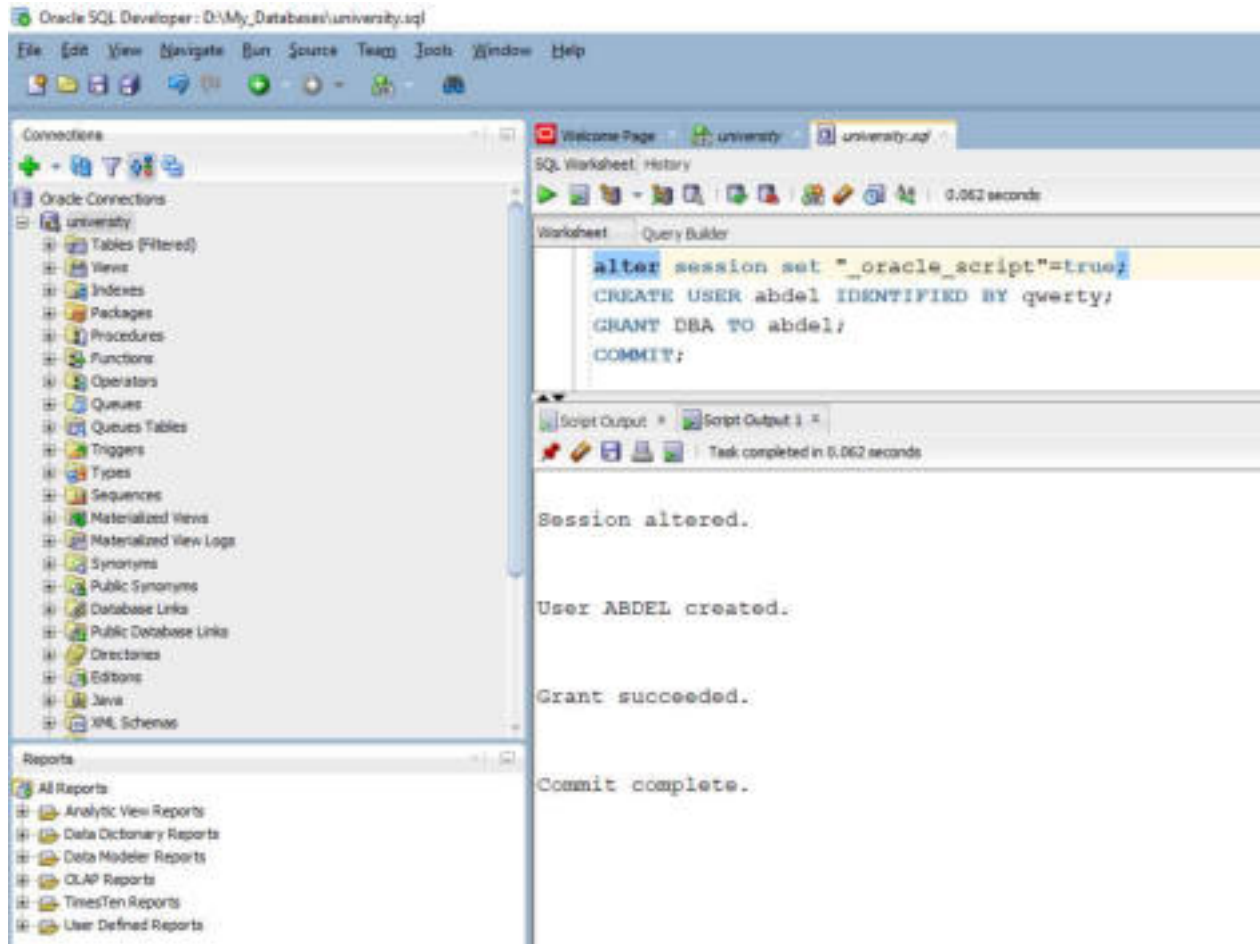 Oracle SQL Developer : D:\My_Databases\university.sql
File Edit View Navigate Run Source Team Tools Window Help
Connections
Oracle Connections
university
Tables (Filtered)
Views
Indexes
Packages
Procedures
Functions
Operators
Queues
Queues Tables
Triggers
Types
Sequences
Materialized Views
Materialized View Logs
Synonyms
Public Synonyms
Database Links
Public Database Links
Directories
Editions
Java
XML Schemas
Reports
All Reports
Analytic View Reports
Data Dictionary Reports
Data Modeler Reports
OLAP Reports
TimesTen Reports
User Defined Reports
Welcome Page university university.sql
SQL Worksheet History
0.062 seconds
Worksheet Query Builder
alter session set "_oracle_script"=true;
CREATE USER abdel IDENTIFIED BY qwerty;
GRANT DBA TO abdel;
COMMIT;
Script Output Script Output 1
Task completed in 0.062 seconds
Session altered.
User ABDEL created.
Grant succeeded.
Commit complete.